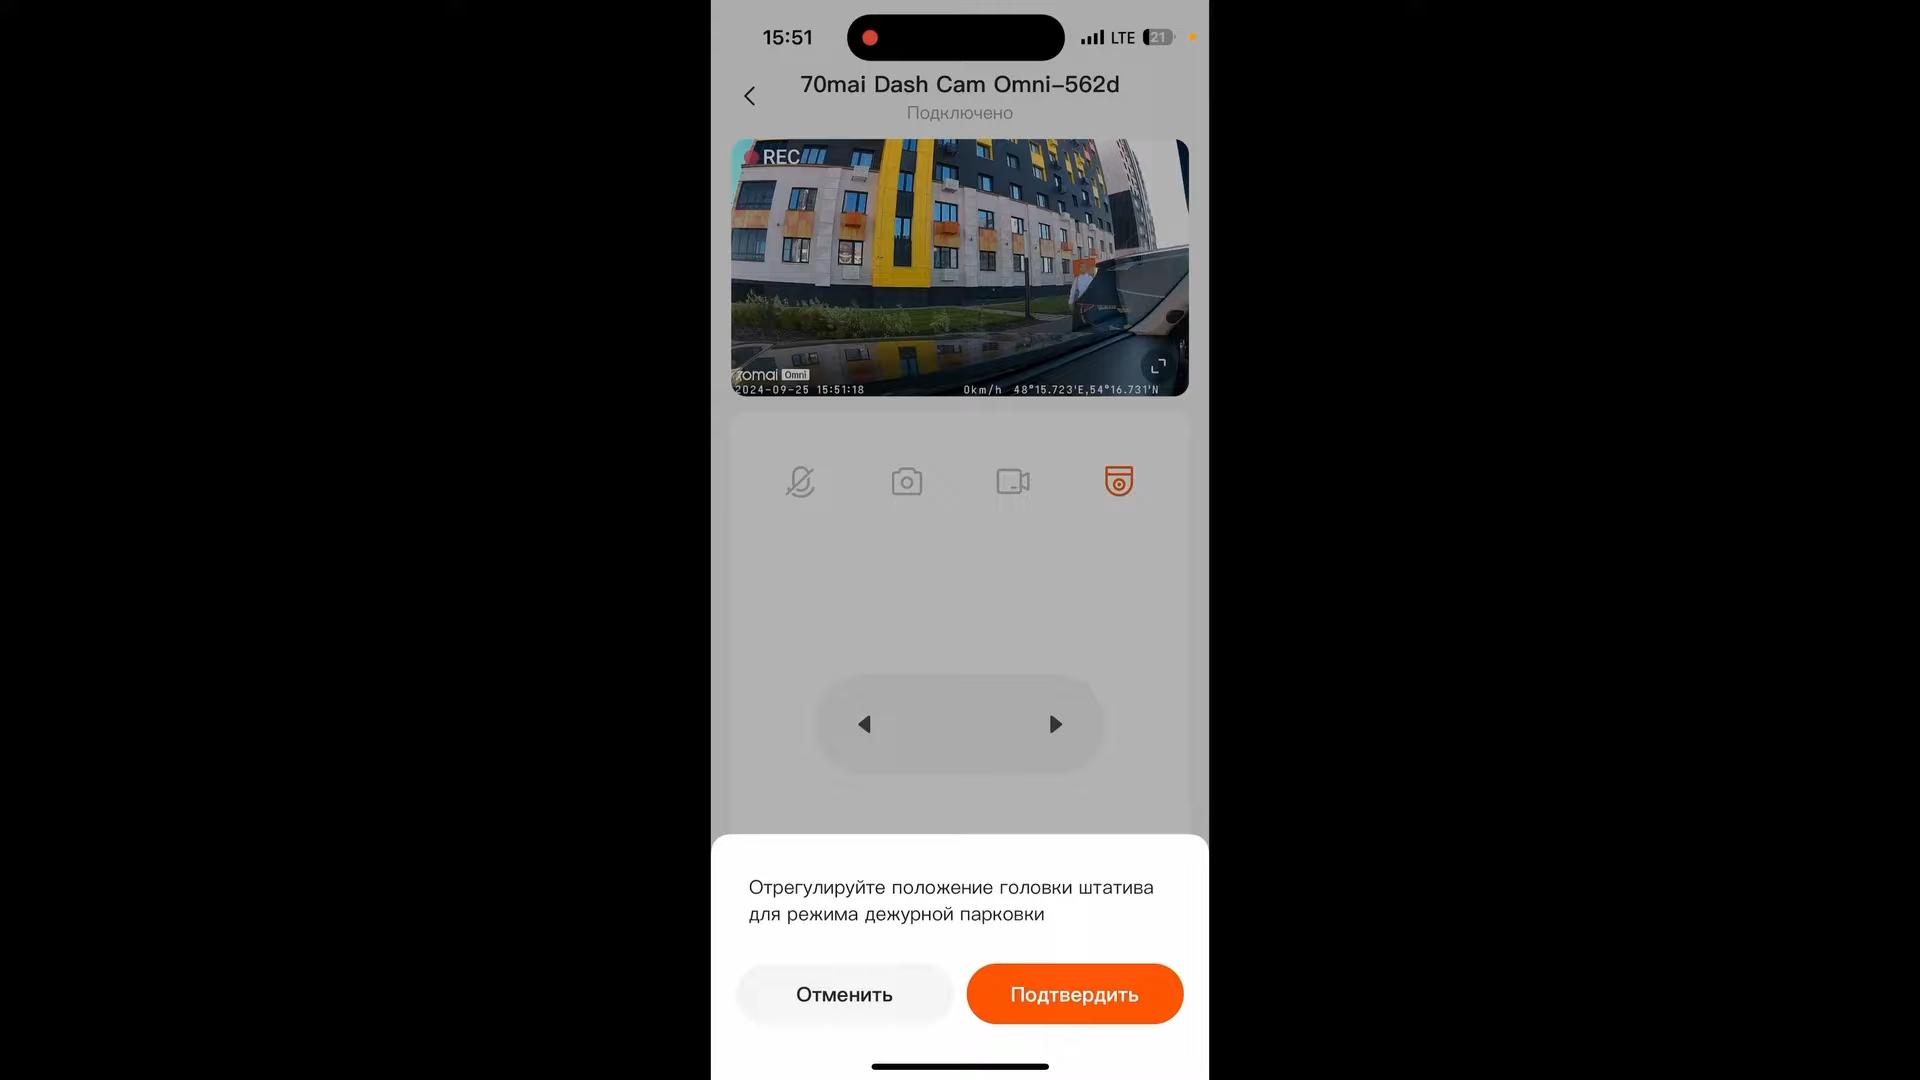 15:51
LTE 21
70mai Dash Cam Omni-562d
Подключено
REC
70mai Omni
2024-09-25 15:51:18 0km/h 48°15.723'E,54°16.731'N
Отрегулируйте положение головки штатива
для режима дежурной парковки
Отменить Подтвердить